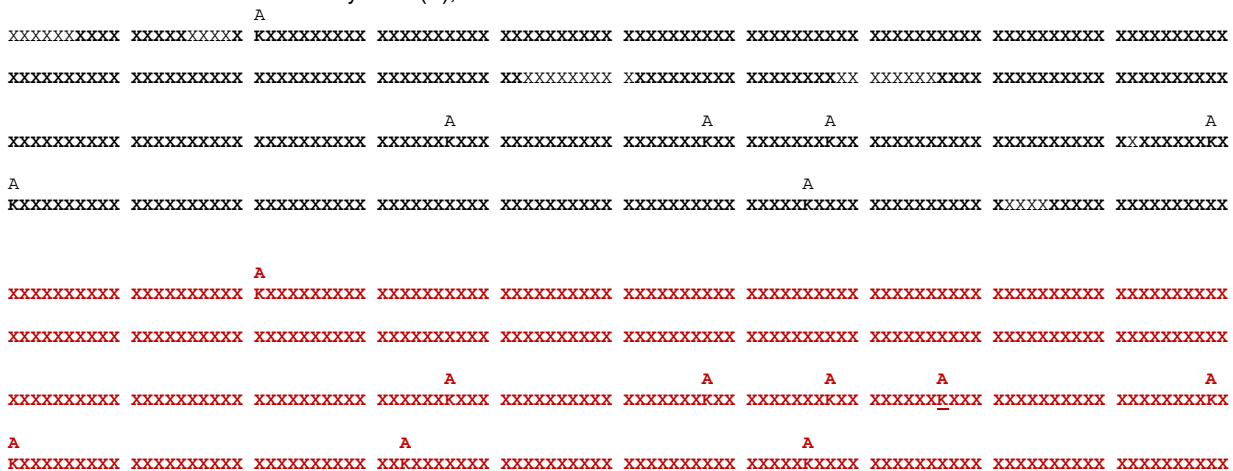 A
XXXXXXXXXX XXXXXXXXXX KXXXXXXXXX XXXXXXXXXX XXXXXXXXXX XXXXXXXXXX XXXXXXXXXX XXXXXXXXXX XXXXXXXXXX XXXXXXXXXX
XXXXXXXXXX XXXXXXXXXX XXXXXXXXXX XXXXXXXXXX XXXXXXXXXX XXXXXXXXXX XXXXXXXXXX XXXXXXXXXX XXXXXXXXXX XXXXXXXXXX
A A A A
XXXXXXXXXX XXXXXXXXXX XXXXXXXXXX XXXXXXKXXX XXXXXXXXXX XXXXXXXKXX XXXXXXXKXX XXXXXXXXXX XXXXXXXXXX XXXXXXXXKX
A A
KXXXXXXXXX XXXXXXXXXX XXXXXXXXXX XXXXXXXXXX XXXXXXXXXX XXXXXXXXXX XXXXXKXXXX XXXXXXXXXX XXXXXXXXXX XXXXXXXXXX
A
XXXXXXXXXX XXXXXXXXXX KXXXXXXXXX XXXXXXXXXX XXXXXXXXXX XXXXXXXXXX XXXXXXXXXX XXXXXXXXXX XXXXXXXXXX XXXXXXXXXX
XXXXXXXXXX XXXXXXXXXX XXXXXXXXXX XXXXXXXXXX XXXXXXXXXX XXXXXXXXXX XXXXXXXXXX XXXXXXXXXX XXXXXXXXXX XXXXXXXXXX
A A A A A
XXXXXXXXXX XXXXXXXXXX XXXXXXXXXX XXXXXXKXXX XXXXXXXXXX XXXXXXXKXX XXXXXXXKXX XXXXXXKXXX XXXXXXXXXX XXXXXXXXKX
A A A
KXXXXXXXXX XXXXXXXXXX XXXXXXXXXX XXKXXXXXXX XXXXXXXXXX XXXXXXXXXX XXXXXKXXXX XXXXXXXXXX XXXXXXXXXX XXXXXXXXXX